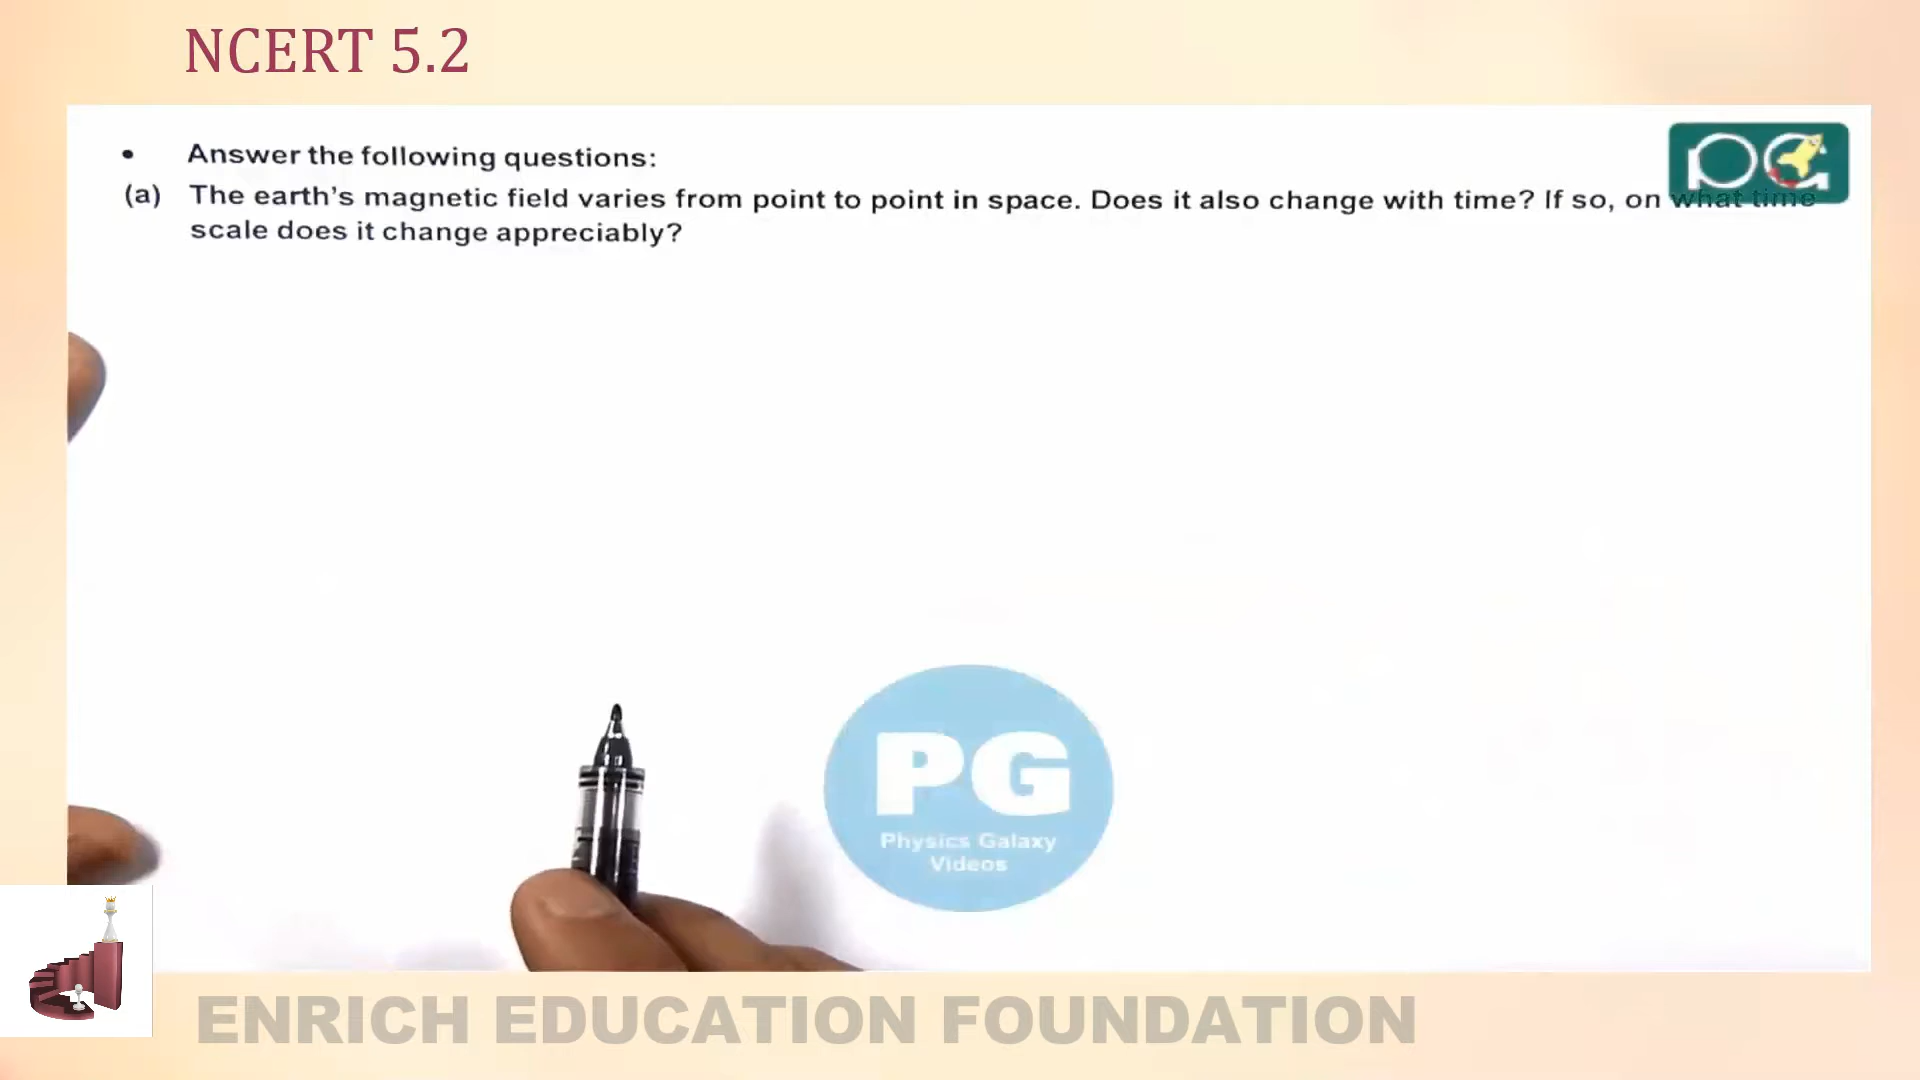 NCERT 5.2
• Answer the following questions:
(a) The earth's magnetic field varies from point to point in space. Does it also change with time? If so, on what time
scale does it change appreciably?
PG
PG
Physics Galaxy
Videos
ENRICH EDUCATION FOUNDATION